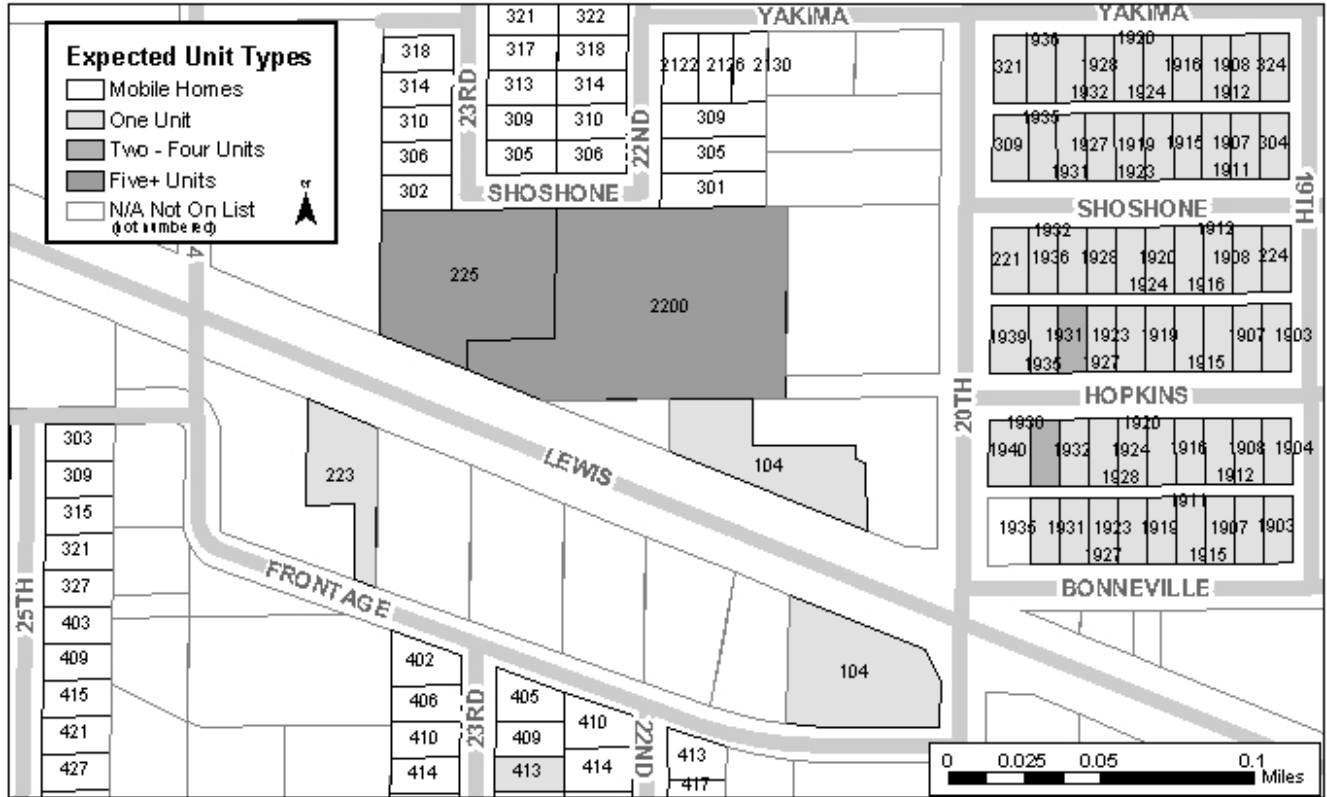 Expected Unit Types
Mobile Homes
One Unit
Two - Four Units
Five+ Units
N/A Not On List
(not numbered)
YAKIMA
YAKIMA
321 322
318 317 318
314 313 314
310 309 310
306 305 306
302
23RD
22ND
SHOSHONE
2122 2126 2130
309
305
301
225
2200
20TH
19TH
1936 1920
321 1928 1916 1908 324
1932 1924 1912
1935
309 1927 1919 1915 1907 304
1931 1923 1911
SHOSHONE
1932 1912
221 1936 1928 1920 1908 224
1924 1916
1939 1931 1923 1919 1907 1903
1935 1927 1915
HOPKINS
1930 1920
1940 1932 1924 1916 1908 1904
1928 1912
1911
1935 1931 1923 1919 1907 1903
1927 1915
BONNEVILLE
4
LEWIS
104
223
104
FRONTAGE
25TH
303
309
315
321
327
403
409
415
421
427
402
406
410
414
23RD
405
409
413
410
414
22ND
413
417
0 0.025 0.05 0.1
Miles